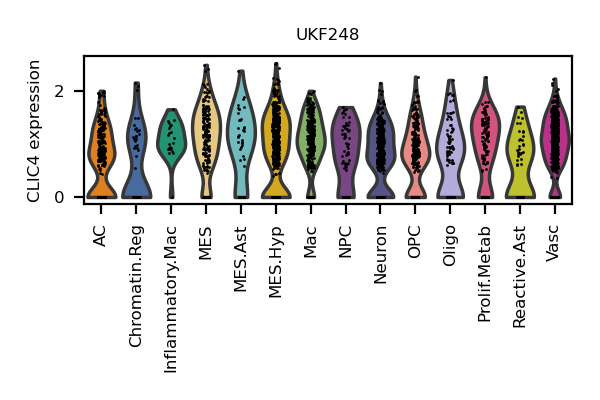 UKF248
CLIC4 expression
2
0
AC
Chromatin.Reg
Inflammatory.Mac
MES
MES.Ast
MES.Hyp
Mac
NPC
Neuron
OPC
Oligo
Prolif.Metab
Reactive.Ast
Vasc